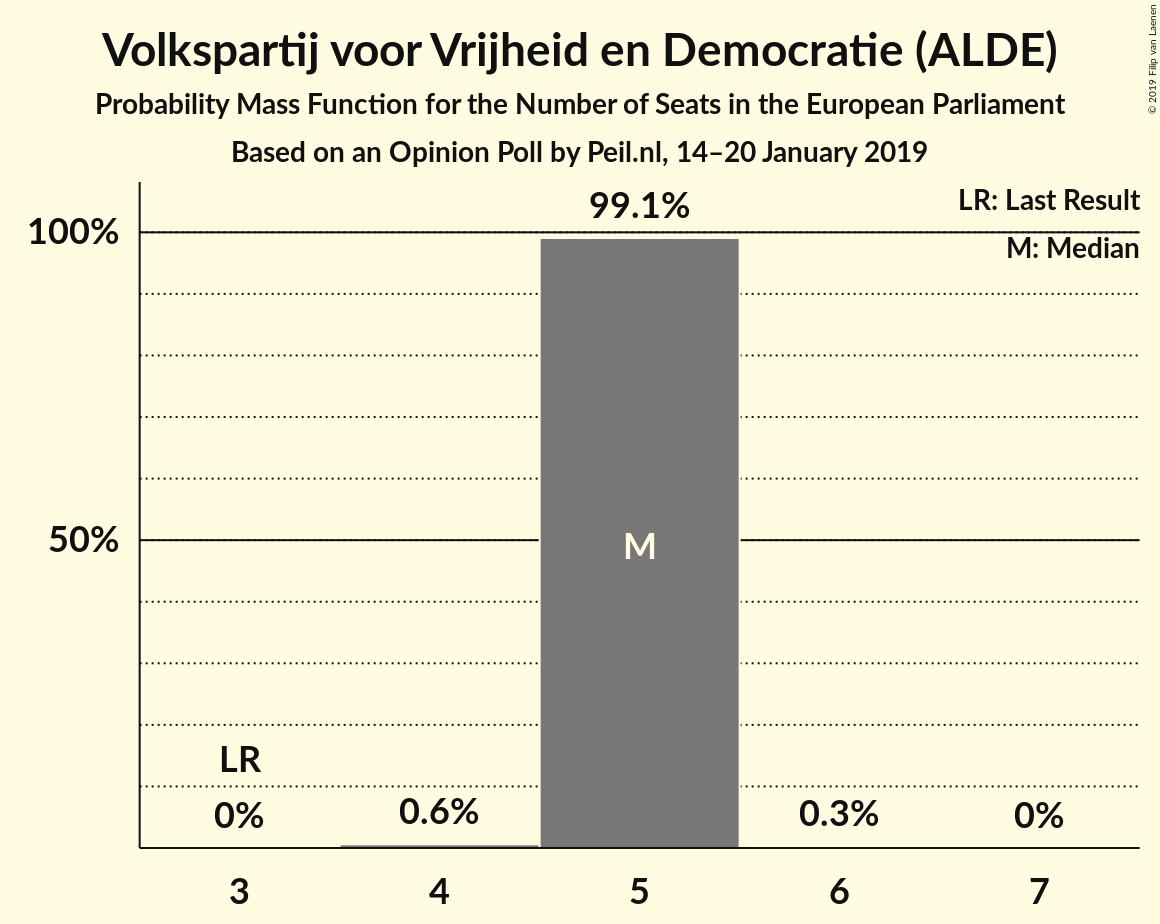 Volkspartij voor Vrijheid en Democratie (ALDE)
Probability Mass Function for the Number of Seats in the European Parliament
Based on an Opinion Poll by Peil.nl, 14–20 January 2019
© 2019 Filip van Laenen
LR: Last Result
M: Median
99.1%
100%
50%
M
LR
0%
0.6%
0.3%
0%
3 4 5 6 7